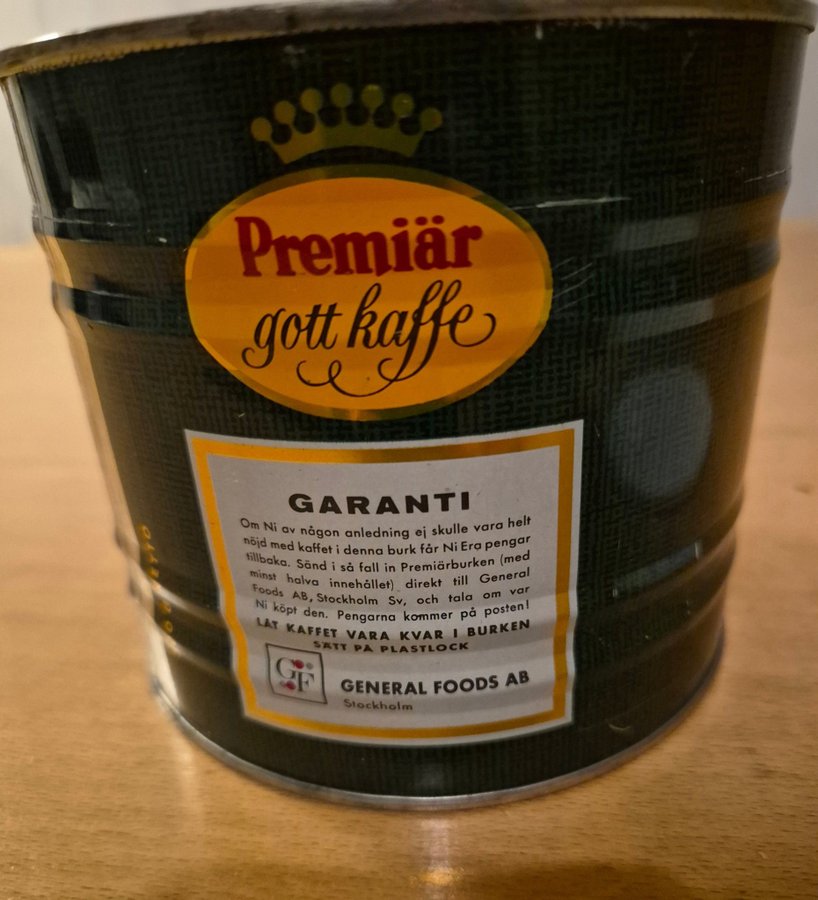 Premiär
gott kaffe
GARANTI
Om Ni av någon anledning ej skulle vara helt
nöjd med kaffet i denna burk får Ni Era pengar
tillbaka. Sänd i så fall in Premiärburken (med
minst halva innehållet) direkt till General
Foods AB, Stockholm Sv, och tala om var
Ni köpt den. Pengarna kommer på posten!
LÅT KAFFET VARA KVAR I BURKEN
SÄTT PÅ PLASTLOCK
GF
GENERAL FOODS AB
Stockholm